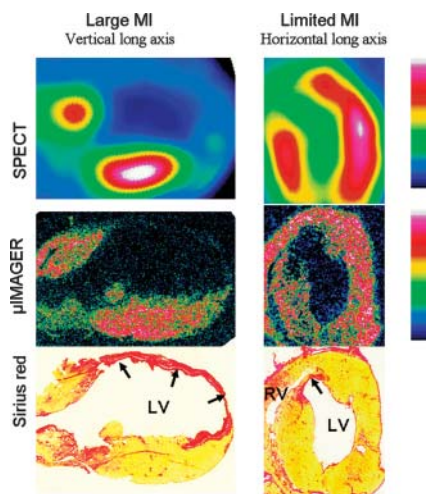 Large MI
Vertical long axis
Limited MI
Horizontal long axis
SPECT
µIMAGER
Sirius red
LV
RV
LV